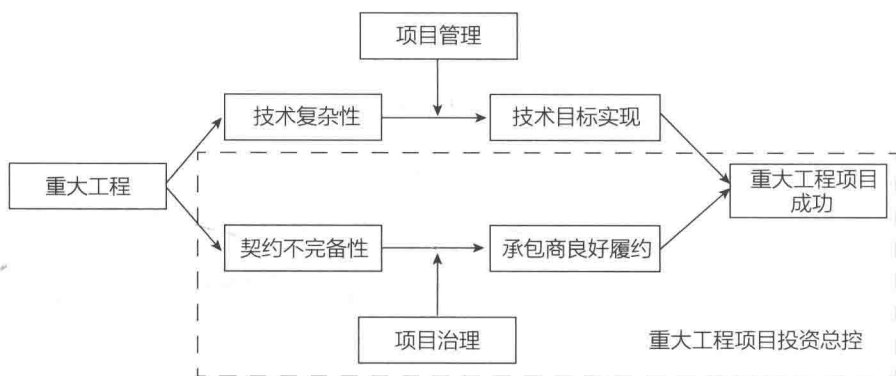 项目管理
技术复杂性
技术目标实现
重大工程
重大工程项目
成功
契约不完备性
承包商良好履约
项目治理
重大工程项目投资总控